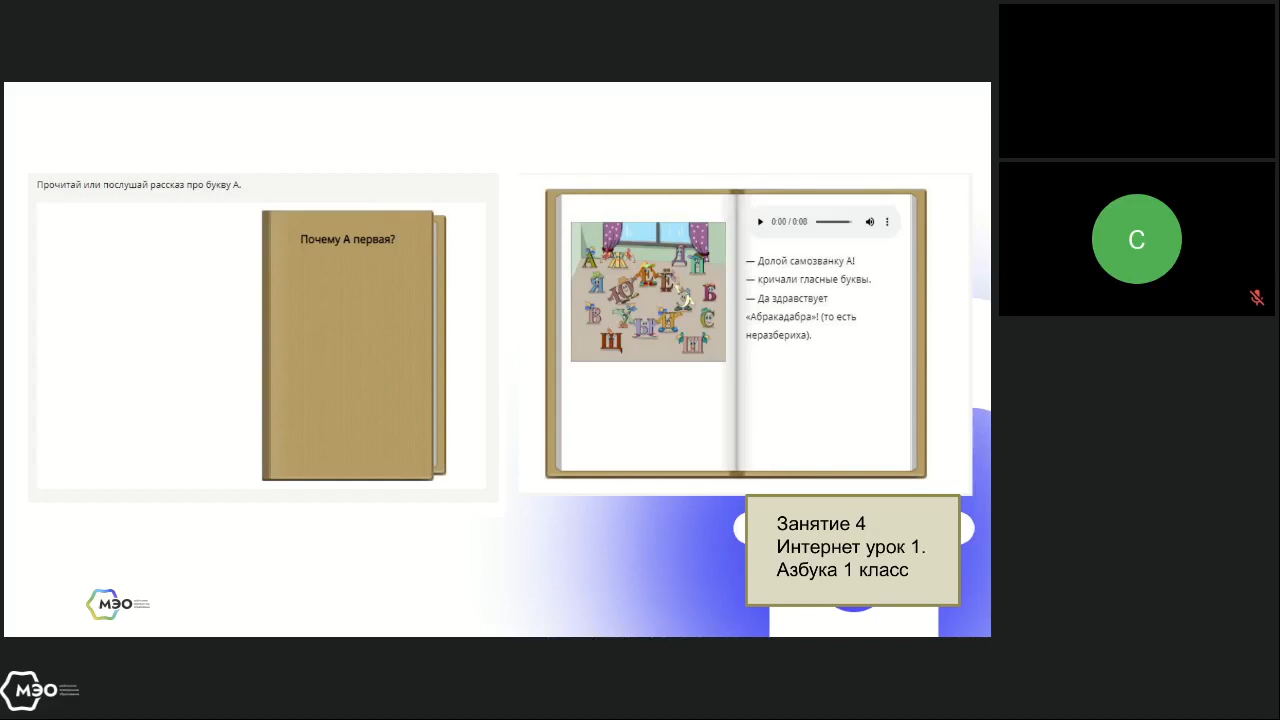 Прочитай или послушай рассказ про букву А.
Почему А первая?
0:00 / 0:08
— Долой самозванку А!
— кричали гласные буквы.
— Да здравствует
«Абракадабра»! (то есть
неразбериха).
Занятие 4
Интернет урок 1.
Азбука 1 класс
МЭО
МЭО
C